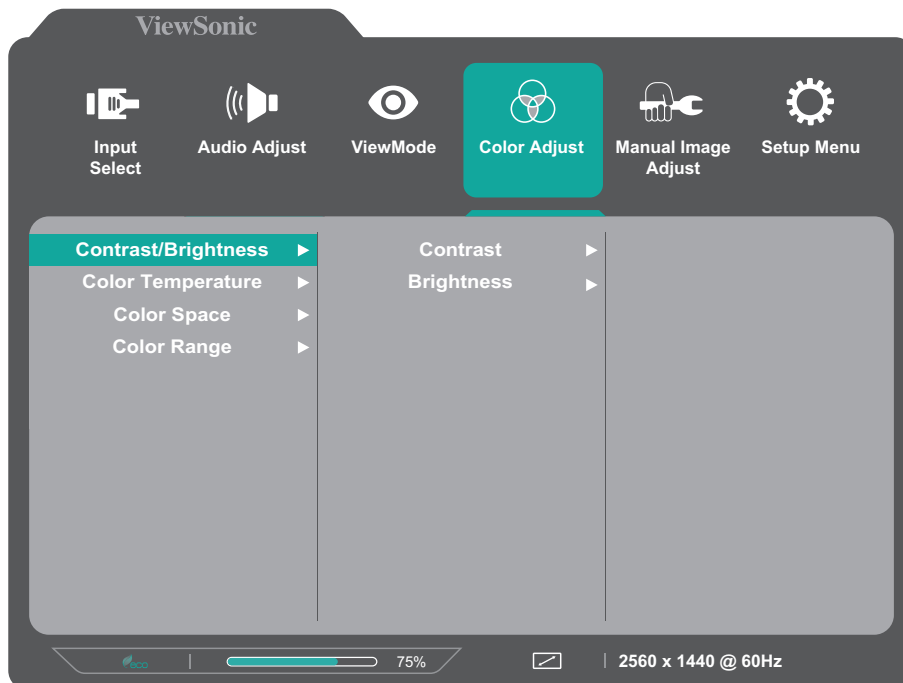 ViewSonic
Input Select
Audio Adjust
ViewMode
Color Adjust
Manual Image Adjust
Setup Menu
Contrast/Brightness
Color Temperature
Color Space
Color Range
Contrast
Brightness
eco
75%
2560 x 1440 @ 60Hz